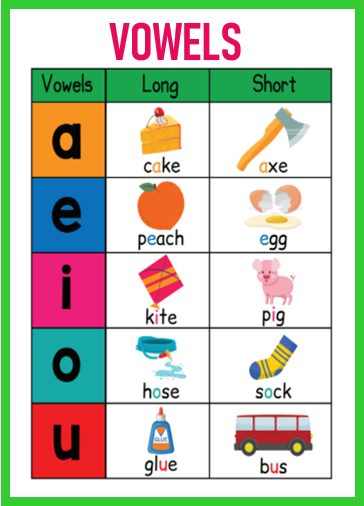 VOWELS
Vowels Long Short
a cake axe
e peach egg
i kite pig
o hose sock
GLUE
u glue bus